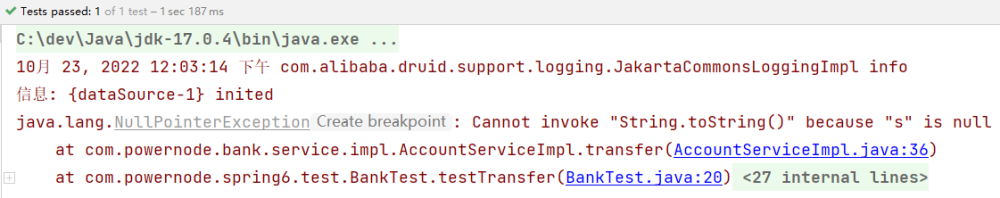 Tests passed: 1 of 1 test – 1 sec 187 ms
C:\dev\Java\jdk-17.0.4\bin\java.exe ...
10月 23, 2022 12:03:14 下午 com.alibaba.druid.support.logging.JakartaCommonsLoggingImpl info
信息: {dataSource-1} inited
java.lang.NullPointerException Create breakpoint : Cannot invoke "String.toString()" because "s" is null
at com.powernode.bank.service.impl.AccountServiceImpl.transfer(AccountServiceImpl.java:36)
at com.powernode.spring6.test.BankTest.testTransfer(BankTest.java:20) <27 internal lines>